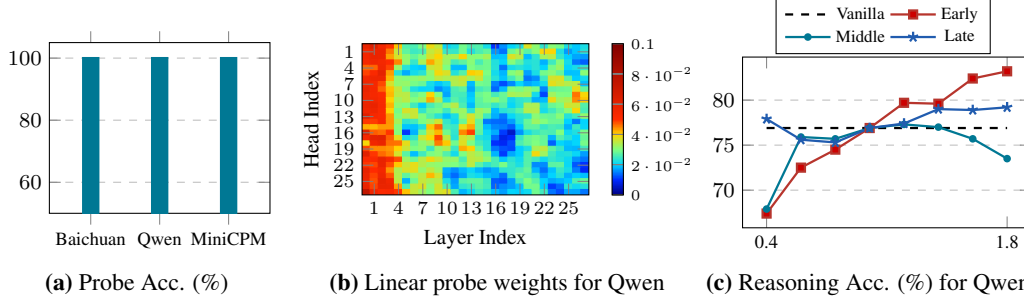 100
80
60
Baichuan Qwen MiniCPM
(a) Probe Acc. (%)
Head Index
1
4
7
10
13
16
19
22
25
1 4 7 10 13 16 19 22 25
Layer Index
0.1
8 · 10⁻²
6 · 10⁻²
4 · 10⁻²
2 · 10⁻²
0
(b) Linear probe weights for Qwen
Vanilla Early
Middle Late
80
75
70
0.4 1.8
(c) Reasoning Acc. (%) for Qwen